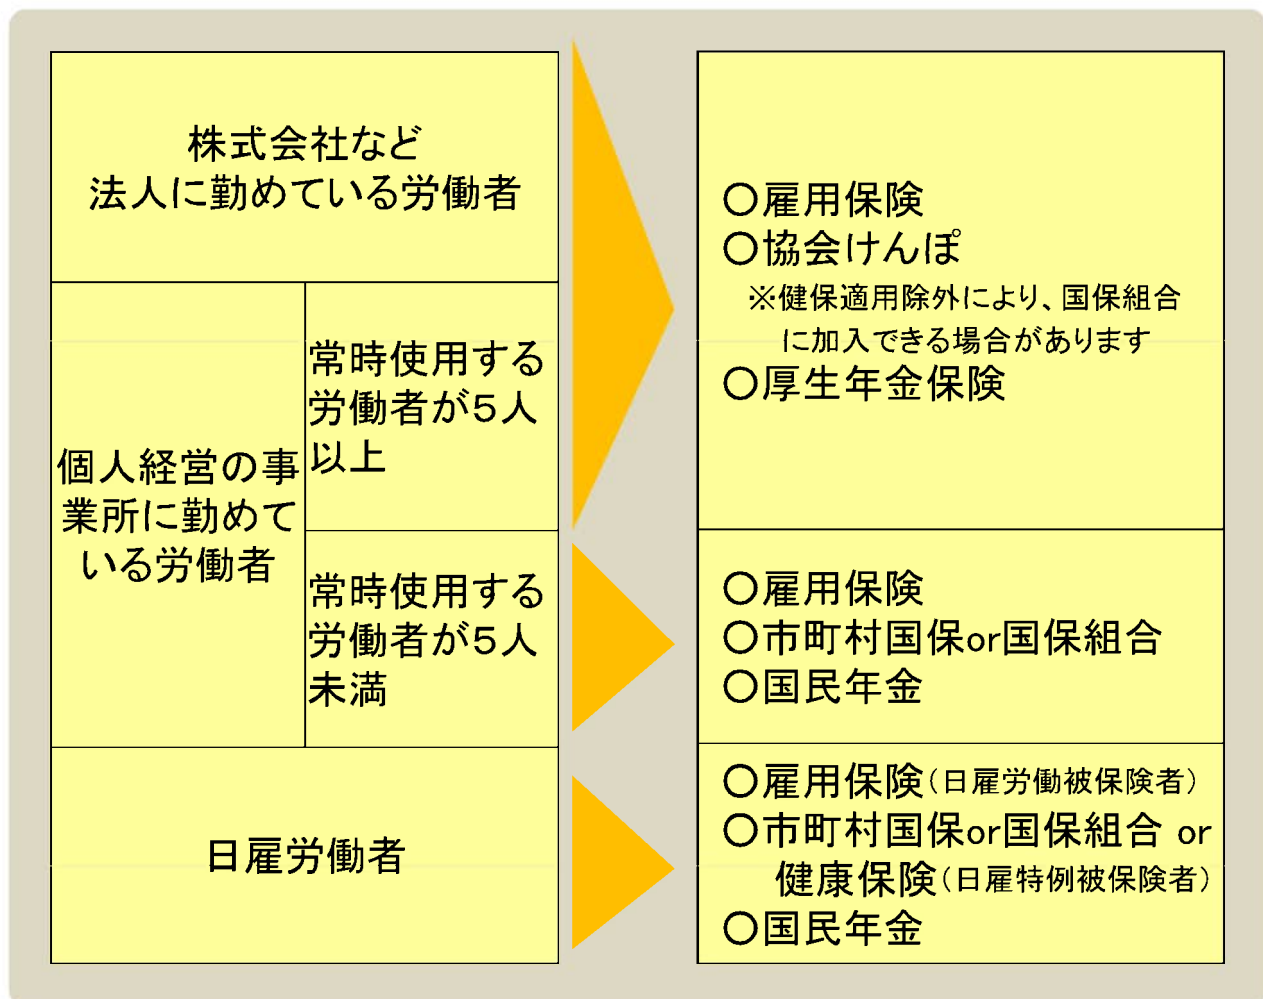 株式会社など
法人に勤めている労働者
個人経営の事
業所に勤めて
いる労働者
常時使用する
労働者が５人
以上
常時使用する
労働者が５人
未満
日雇労働者
○雇用保険
○協会けんぽ
※健保適用除外により、国保組合
に加入できる場合があります
○厚生年金保険
○雇用保険
○市町村国保or国保組合
○国民年金
○雇用保険（日雇労働被保険者）
○市町村国保or国保組合 or
健康保険（日雇特例被保険者）
○国民年金